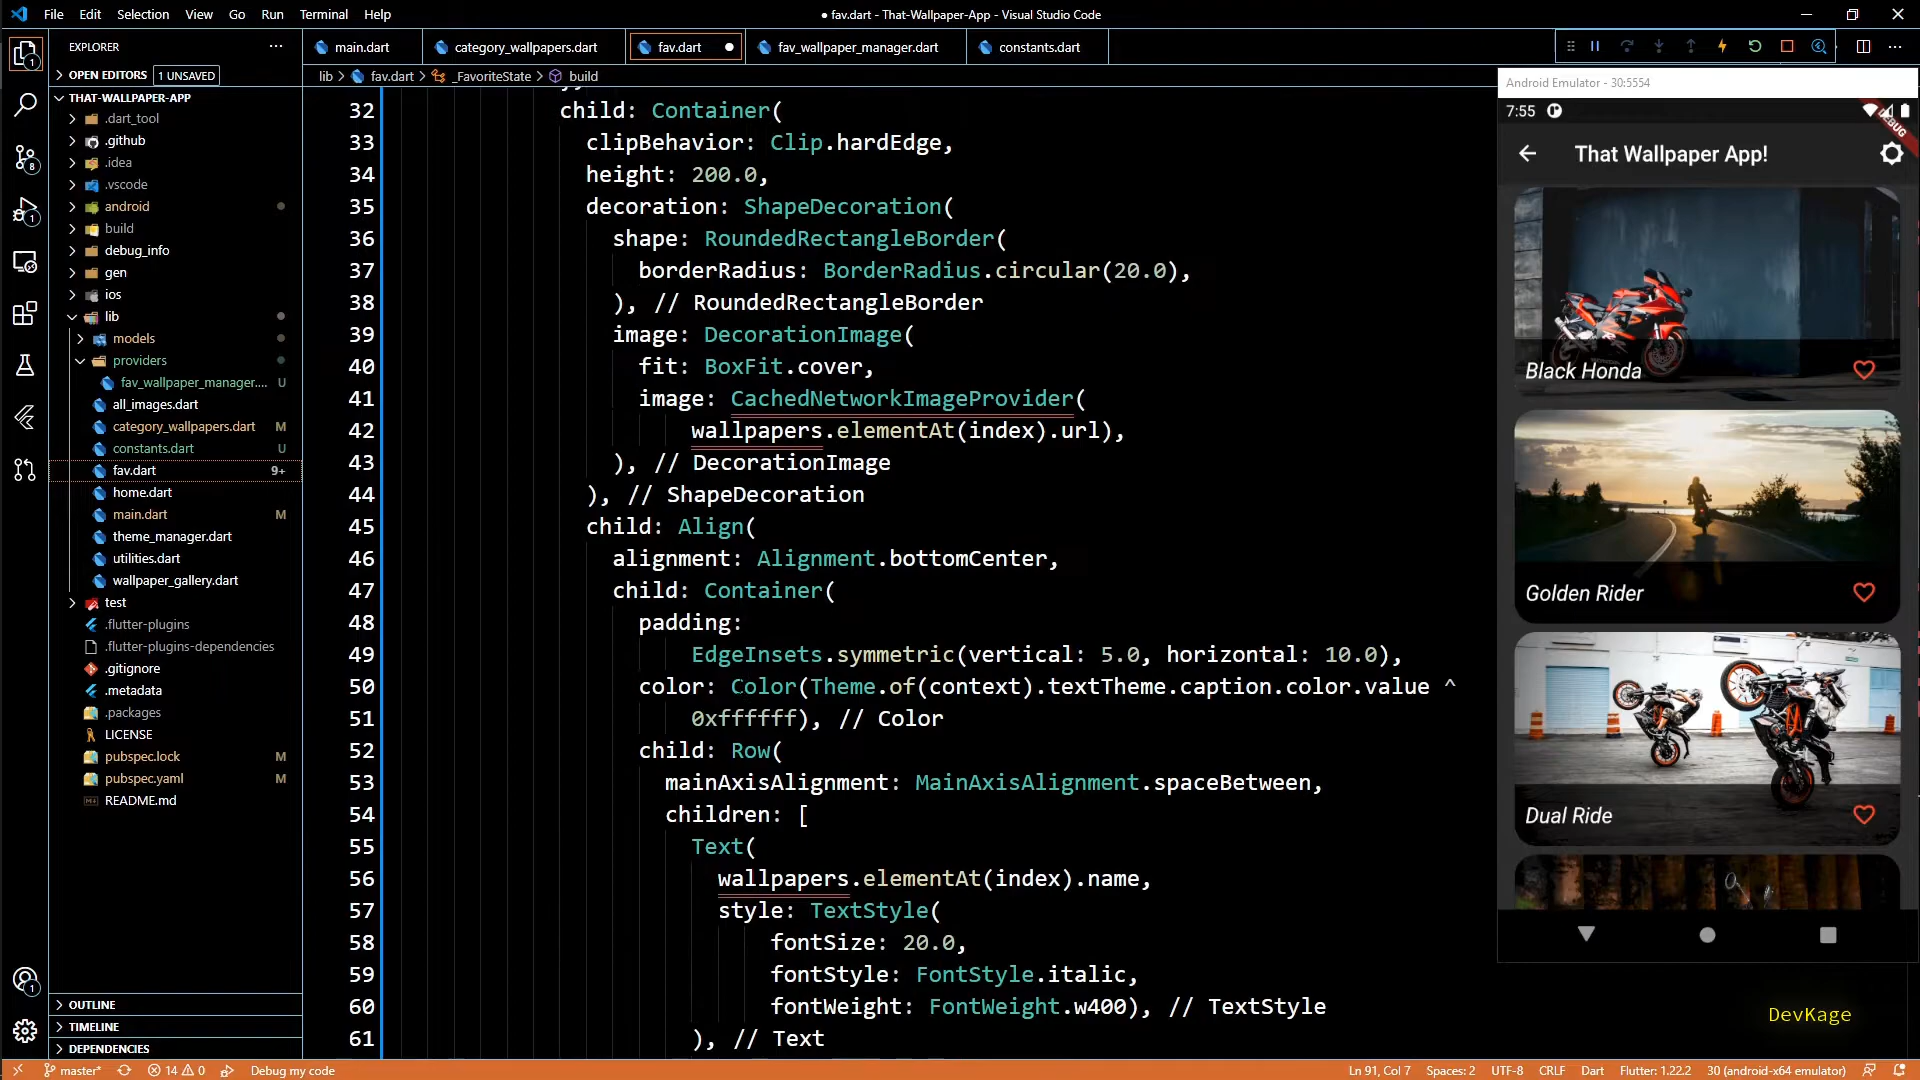 File Edit Selection View Go Run Terminal Help
● fav.dart - That-Wallpaper-App - Visual Studio Code
EXPLORER
OPEN EDITORS 1 UNSAVED
THAT-WALLPAPER-APP
.dart_tool
.github
.idea
.vscode
android
build
debug_info
gen
ios
lib
models
providers
fav_wallpaper_manager.... U
all_images.dart
category_wallpapers.dart M
constants.dart U
fav.dart 9+
home.dart
main.dart M
theme_manager.dart
utilities.dart
wallpaper_gallery.dart
test
.flutter-plugins
.flutter-plugins-dependencies
.gitignore
.metadata
.packages
LICENSE
pubspec.lock M
pubspec.yaml M
README.md
OUTLINE
TIMELINE
DEPENDENCIES
1
8
1
1
main.dart category_wallpapers.dart fav.dart fav_wallpaper_manager.dart constants.dart
lib > fav.dart > _FavoriteState > build
32 child: Container(
33 clipBehavior: Clip.hardEdge,
34 height: 200.0,
35 decoration: ShapeDecoration(
36 shape: RoundedRectangleBorder(
37 borderRadius: BorderRadius.circular(20.0),
38 ), // RoundedRectangleBorder
39 image: DecorationImage(
40 fit: BoxFit.cover,
41 image: CachedNetworkImageProvider(
42 wallpapers.elementAt(index).url),
43 ), // DecorationImage
44 ), // ShapeDecoration
45 child: Align(
46 alignment: Alignment.bottomCenter,
47 child: Container(
48 padding:
49 EdgeInsets.symmetric(vertical: 5.0, horizontal: 10.0),
50 color: Color(Theme.of(context).textTheme.caption.color.value ^
51 0xffffff), // Color
52 child: Row(
53 mainAxisAlignment: MainAxisAlignment.spaceBetween,
54 children: [
55 Text(
56 wallpapers.elementAt(index).name,
57 style: TextStyle(
58 fontSize: 20.0,
59 fontStyle: FontStyle.italic,
60 fontWeight: FontWeight.w400), // TextStyle
61 ), // Text
Android Emulator - 30:5554
7:55
DEBUG
That Wallpaper App!
Black Honda
Golden Rider
Dual Ride
DevKage
master* 14 0 Debug my code
Ln 91, Col 7 Spaces: 2 UTF-8 CRLF Dart Flutter: 1.22.2 30 (android-x64 emulator)